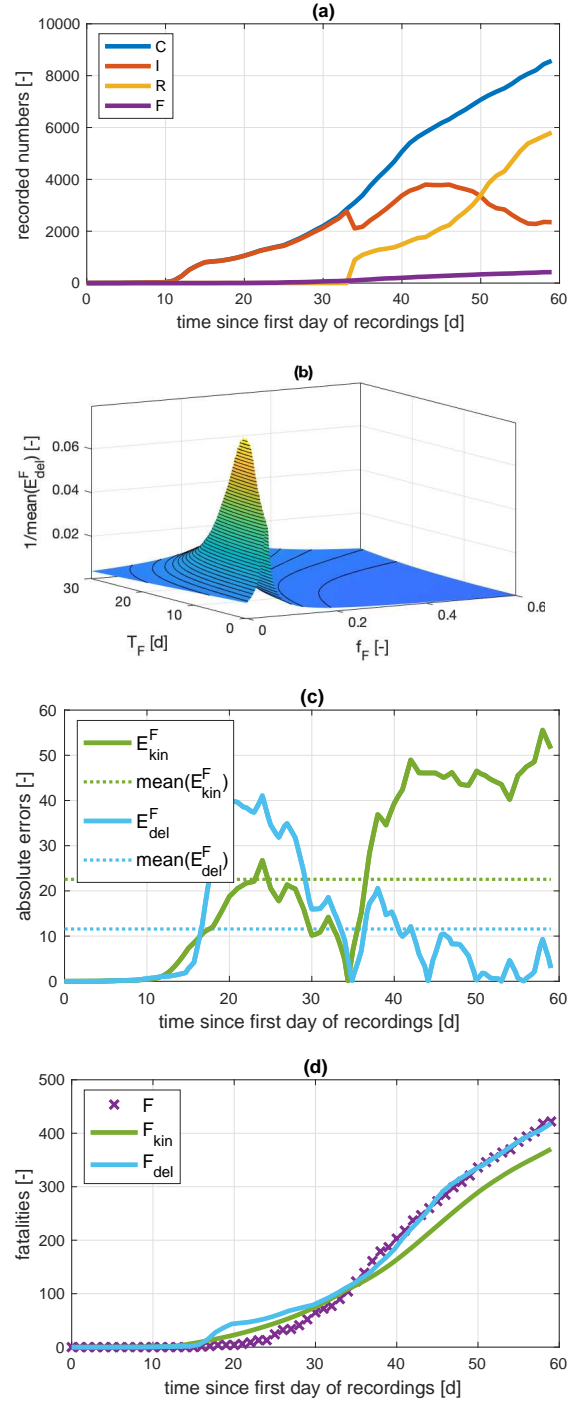 (a)
recorded numbers [-]
10000
8000
6000
4000
2000
0
C
I
R
F
0 10 20 30 40 50 60
time since first day of recordings [d]
(b)
1/mean(E^F_del) [-]
0.06
0.04
0.02
30
20
10
0
T_F [d]
0
0.2
0.4
0.6
f_F [-]
(c)
absolute errors [-]
60
50
40
30
20
10
0
E^F_kin
mean(E^F_kin)
E^F_del
mean(E^F_del)
0 10 20 30 40 50 60
time since first day of recordings [d]
(d)
fatalities [-]
500
400
300
200
100
0
F
F_kin
F_del
0 10 20 30 40 50 60
time since first day of recordings [d]